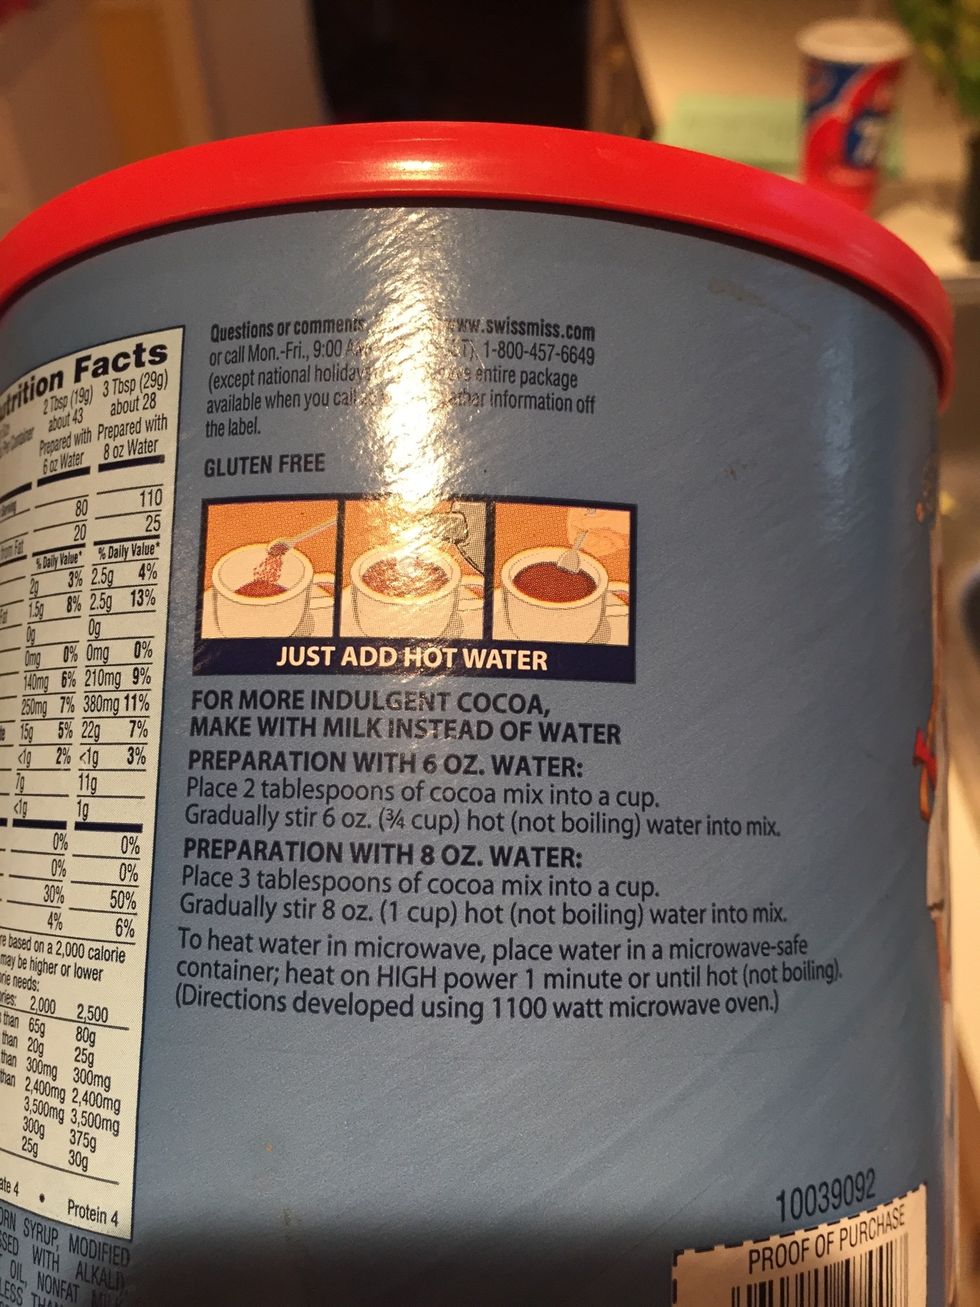 Questions or comments, www.swissmiss.com
or call Mon.-Fri., 9:00 1-800-457-6649
(except national entire package
available when you call information off
the label.
GLUTEN FREE
JUST ADD HOT WATER
FOR MORE INDULGENT COCOA,
MAKE WITH MILK INSTEAD OF WATER
PREPARATION WITH 6 OZ. WATER:
Place 2 tablespoons of cocoa mix into a cup.
Gradually stir 6 oz. (¾ cup) hot (not boiling) water into mix.
PREPARATION WITH 8 OZ. WATER:
Place 3 tablespoons of cocoa mix into a cup.
Gradually stir 8 oz. (1 cup) hot (not boiling) water into mix.
To heat water in microwave, place water in a microwave-safe
container; heat on HIGH power 1 minute or until hot (not boiling).
(Directions developed using 1100 watt microwave oven.)
10039092
PROOF OF PURCHASE
Facts
2 Tbsp (19g) 3 Tbsp (29g)
about 43 about 28
Prepared with Prepared with
6 oz Water 8 oz Water
80 110
20 25
% Daily Value* % Daily Value*
2g 3% 2.5g 4%
1.5g 8% 2.5g 13%
0g 0g
0mg 0% 0mg 0%
140mg 6% 210mg 9%
250mg 7% 380mg 11%
15g 5% 22g 7%
<1g 2% <1g 3%
7g 11g
<1g 1g
0% 0%
0% 0%
30% 50%
4% 6%
based on a 2,000 calorie
may be higher or lower
needs:
2,000 2,500
than 65g 80g
than 20g 25g
than 300mg 300mg
than 2,400mg 2,400mg
3,500mg 3,500mg
300g 375g
25g 30g
4 • Protein 4
SYRUP, MODIFIED
WITH ALKALI
OIL, NONFAT MILK
LESS